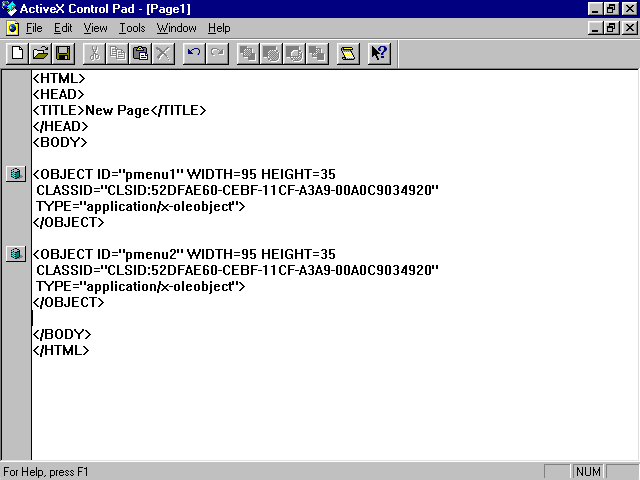 ActiveX Control Pad - [Page1]
File Edit View Tools Window Help
<HTML>
<HEAD>
<TITLE>New Page</TITLE>
</HEAD>
<BODY>
<OBJECT ID="pmenu1" WIDTH=95 HEIGHT=35
CLASSID="CLSID:52DFAE60-CEBF-11CF-A3A9-00A0C9034920"
TYPE="application/x-oleobject">
</OBJECT>
<OBJECT ID="pmenu2" WIDTH=95 HEIGHT=35
CLASSID="CLSID:52DFAE60-CEBF-11CF-A3A9-00A0C9034920"
TYPE="application/x-oleobject">
</OBJECT>
</BODY>
</HTML>
For Help, press F1 NUM